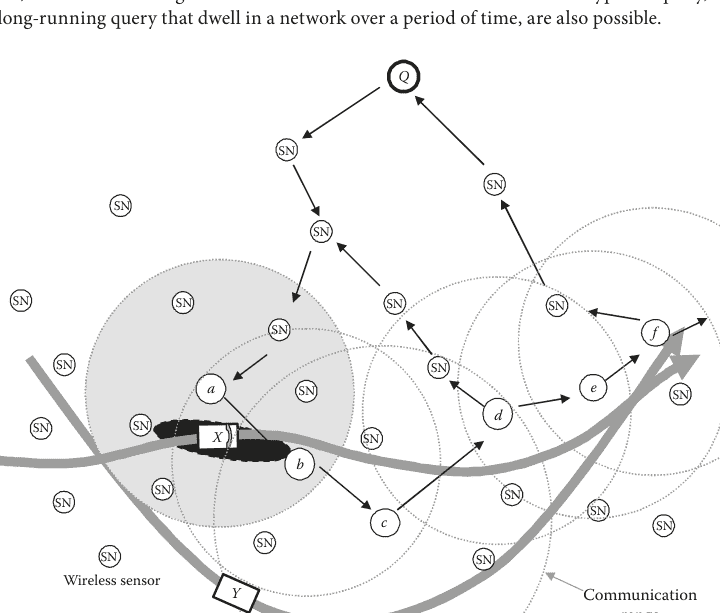 long-running query that dwell in a network over a period of time, are also possible.
Q
SN
SN
SN
SN
SN
SN
SN
SN
SN
SN
f
SN
SN
a
SN
e
SN
d
SN
SN
X
SN
b
SN
SN
SN
c
SN
SN
SN
SN
SN
SN
Wireless sensor
Y
Communication